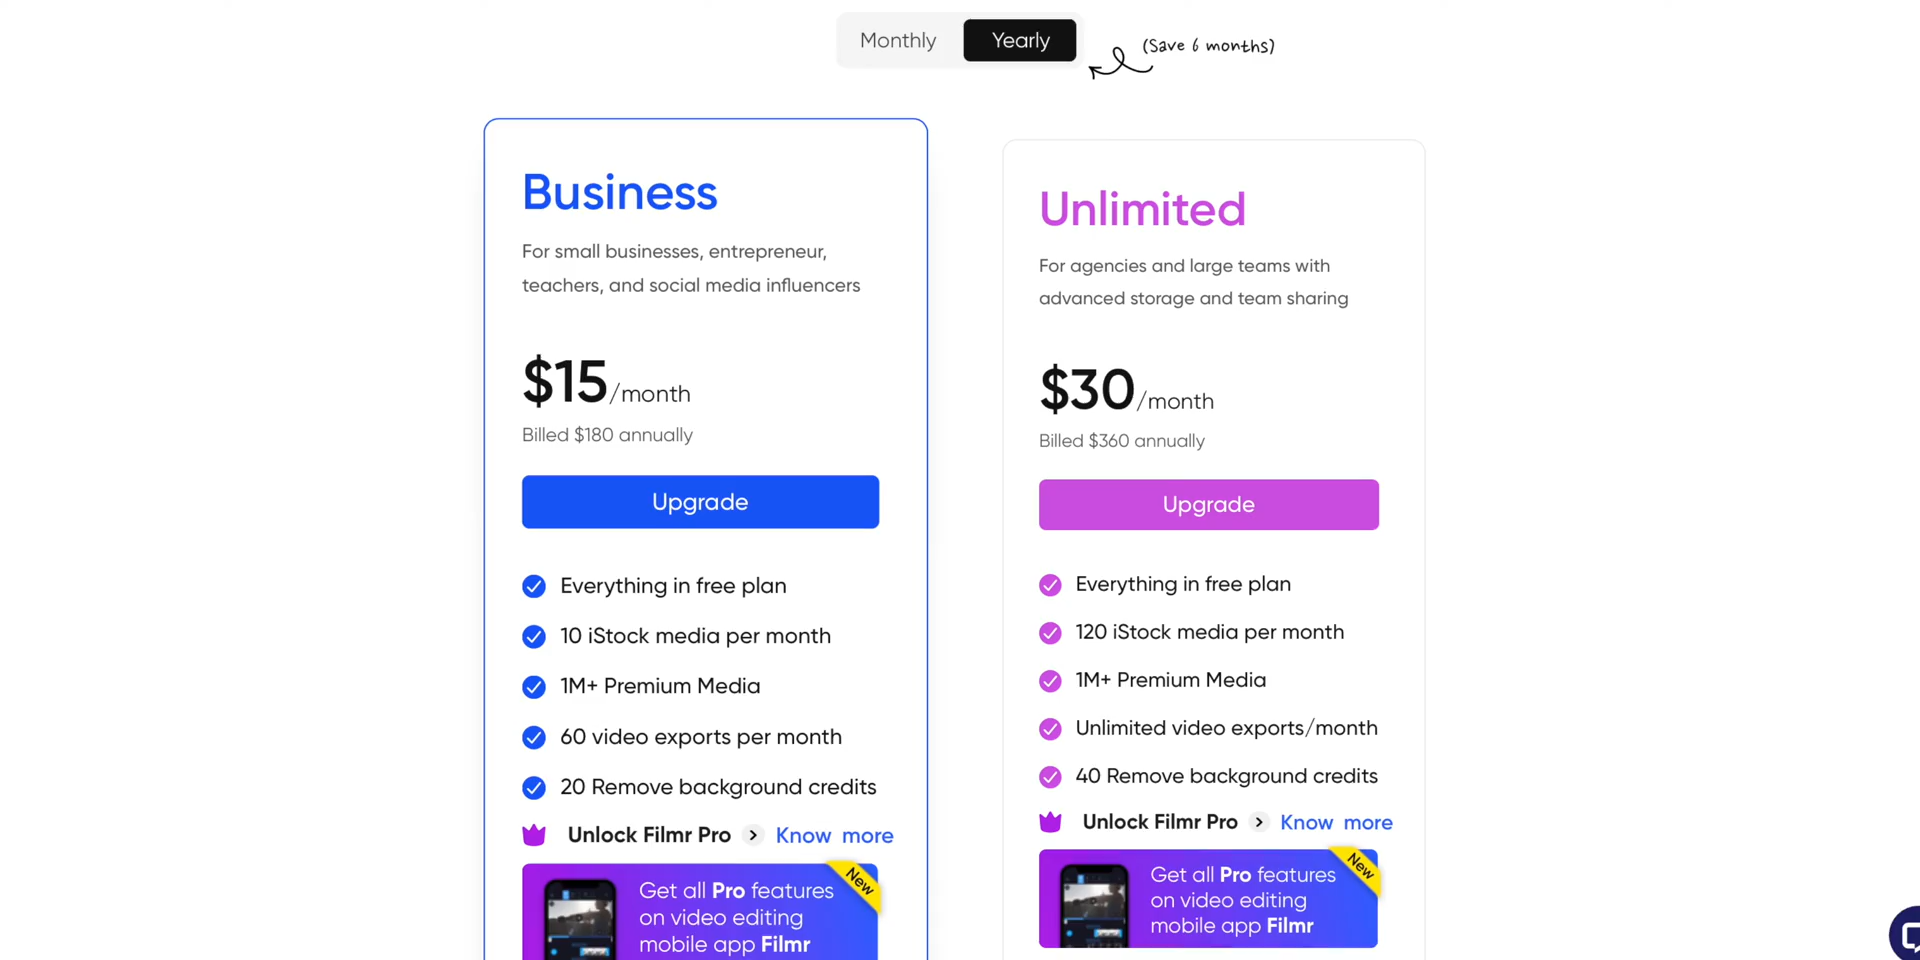 Monthly
Yearly
(Save 6 months)
Business
For small businesses, entrepreneur,
teachers, and social media influencers
$15/month
Billed $180 annually
Upgrade
Everything in free plan
10 iStock media per month
1M+ Premium Media
60 video exports per month
20 Remove background credits
Unlock Filmr Pro > Know more
New
Get all Pro features
on video editing
mobile app Filmr
Unlimited
For agencies and large teams with
advanced storage and team sharing
$30/month
Billed $360 annually
Upgrade
Everything in free plan
120 iStock media per month
1M+ Premium Media
Unlimited video exports/month
40 Remove background credits
Unlock Filmr Pro > Know more
New
Get all Pro features
on video editing
mobile app Filmr